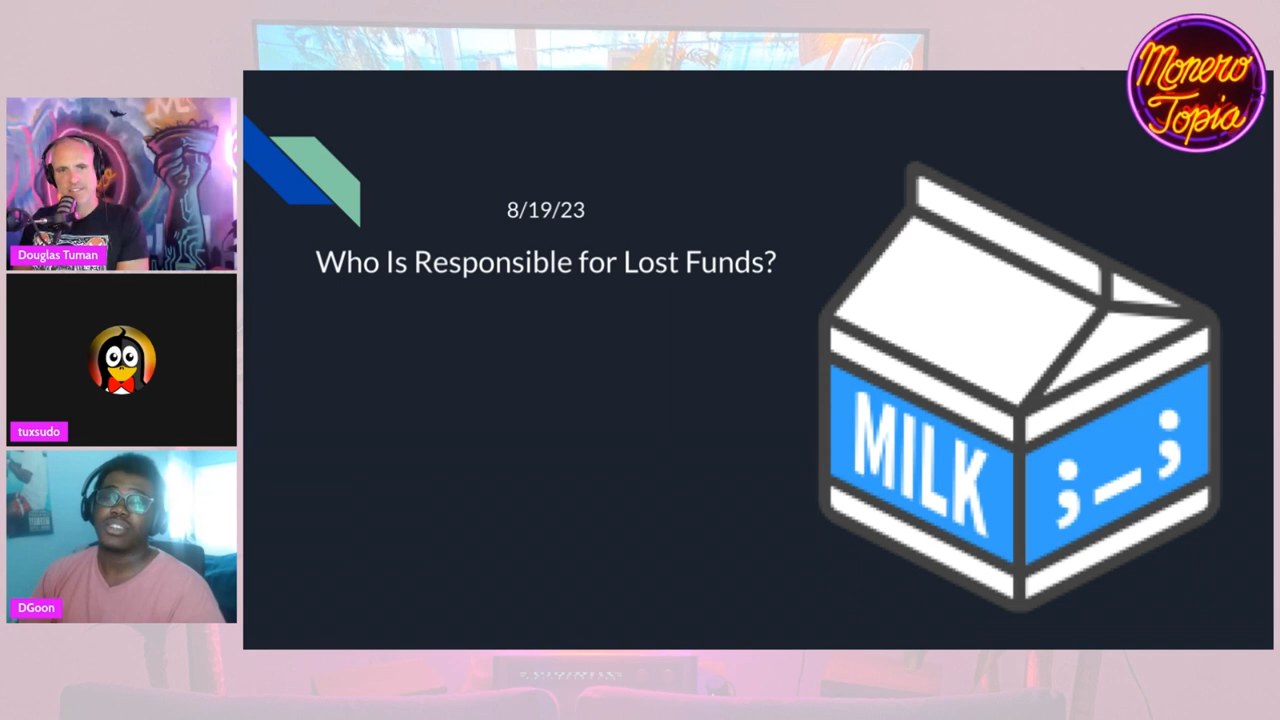 Monero
Topia
Douglas Tuman
tuxsudo
DGoon
8/19/23
Who Is Responsible for Lost Funds?
MILK
;_;